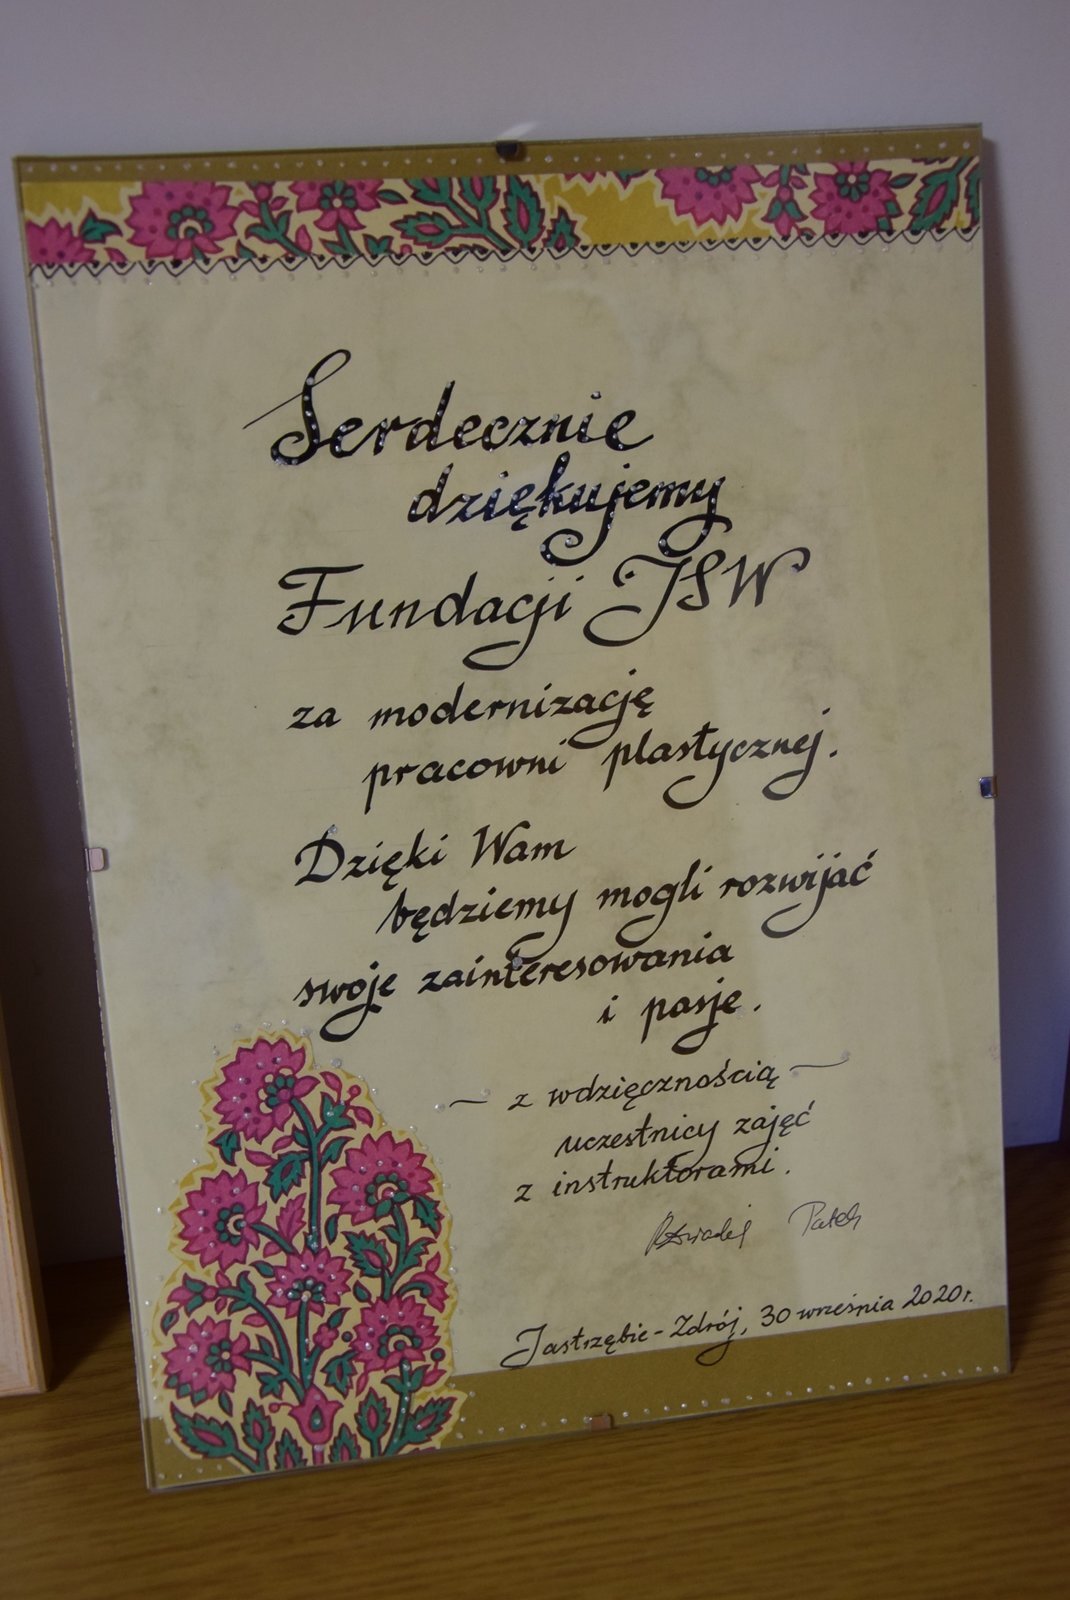 Serdecznie
dziękujemy
Fundacji JSW
za modernizację
pracowni plastycznej.
Dzięki Wam
będziemy mogli rozwijać
swoje zainteresowania
i pasje.
z wdzięcznością
uczestnicy zajęć
z instruktorami.
Jastrzębie-Zdrój, 30 września 2020r.